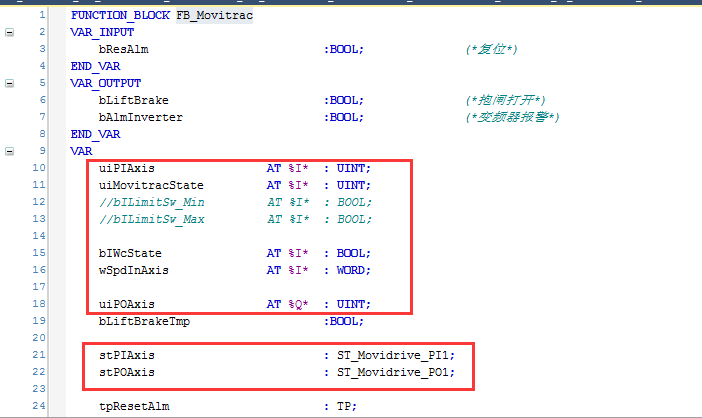 1 FUNCTION_BLOCK FB_Movitrac
2 VAR_INPUT
3 bResAlm :BOOL; (*复位*)
4 END_VAR
5 VAR_OUTPUT
6 bLiftBrake :BOOL; (*抱闸打开*)
7 bAlmInverter :BOOL; (*变频器报警*)
8 END_VAR
9 VAR
10 uiPIAxis AT %I* : UINT;
11 uiMovitracState AT %I* : UINT;
12 //bILimitSw_Min AT %I* : BOOL;
13 //bILimitSw_Max AT %I* : BOOL;
14
15 bIWcState AT %I* : BOOL;
16 wSpdInAxis AT %I* : WORD;
17
18 uiPOAxis AT %Q* : UINT;
19 bLiftBrakeTmp :BOOL;
20
21 stPIAxis : ST_Movidrive_PI1;
22 stPOAxis : ST_Movidrive_PO1;
23
24 tpResetAlm : TP;